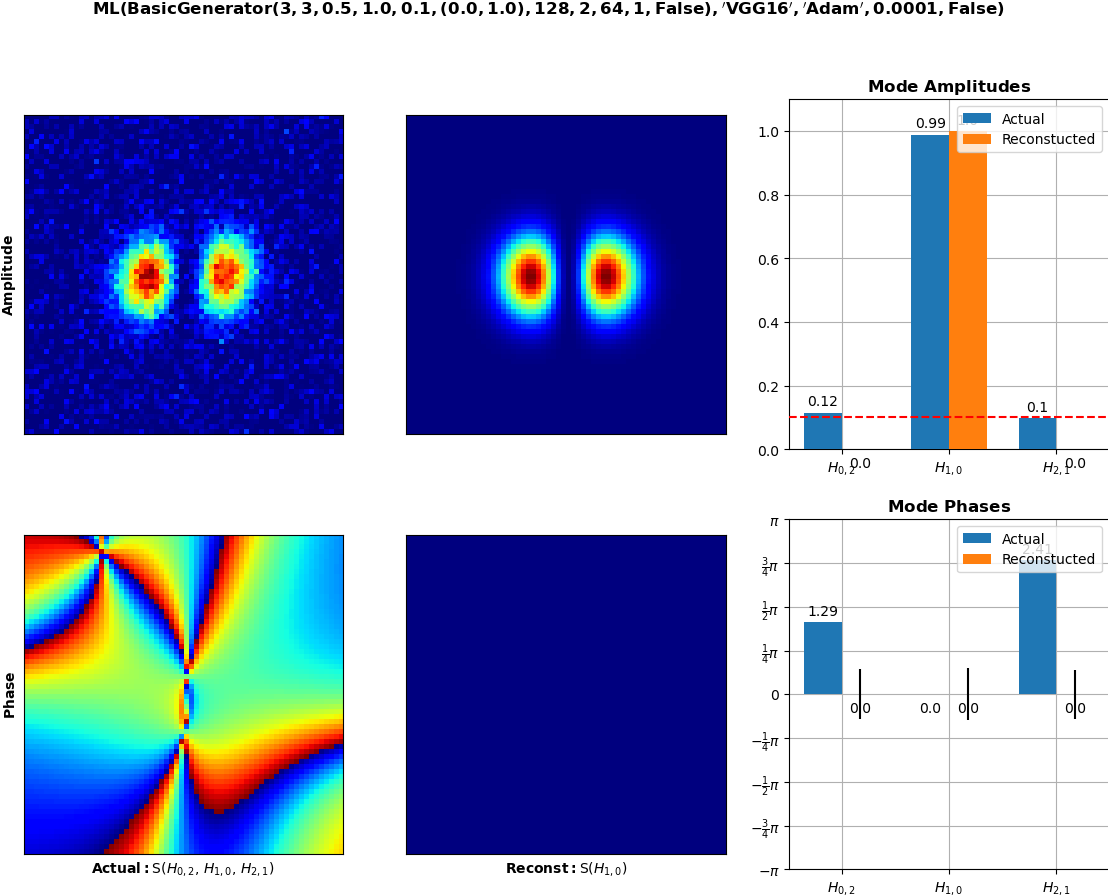 ML(BasicGenerator(3, 3, 0.5, 1.0, 0.1, (0.0, 1.0), 128, 2, 64, 1, False), 'VGG16', 'Adam', 0.0001, False)
Amplitude
Mode Amplitudes
Actual
Reconstucted
0.99
0.12
0.1
0.0
0.0
1.0
0.8
0.6
0.4
0.2
0.0
H0,2
H1,0
H2,1
Phase
Actual: S(H0,2, H1,0, H2,1)
Reconst: S(H1,0)
Mode Phases
Actual
Reconstucted
2.41
1.29
0.0
0.0
0.0
0.0
π
3/4π
1/2π
1/4π
0
−1/4π
−1/2π
−3/4π
−π
H0,2
H1,0
H2,1